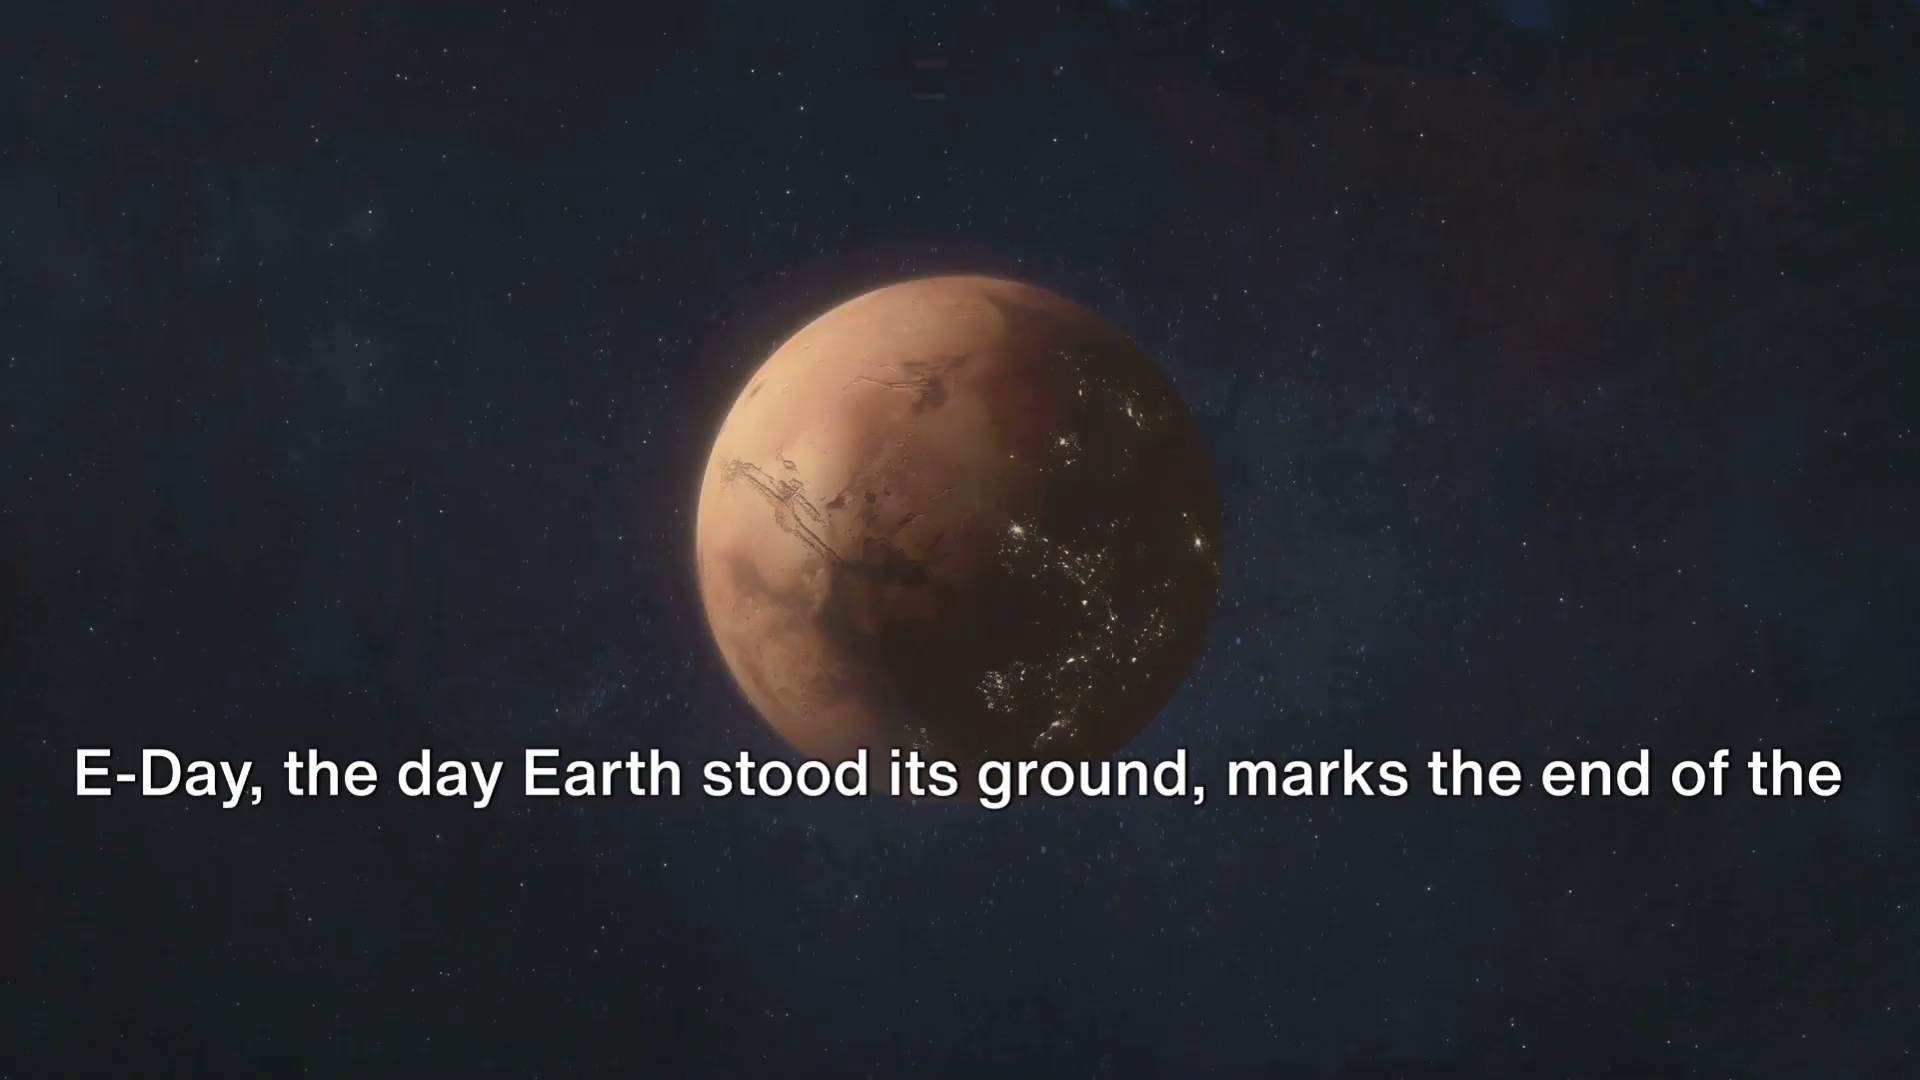 E-Day, the day Earth stood its ground, marks the end of the